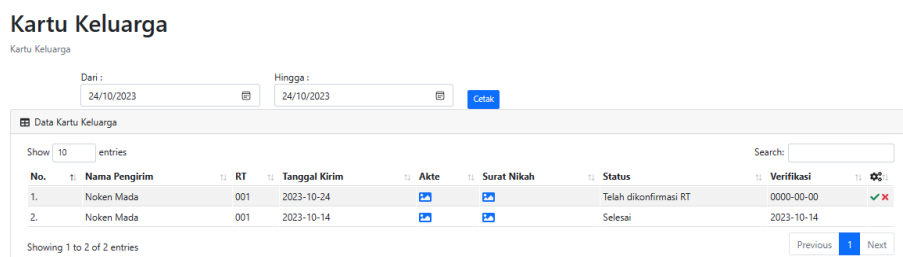 Kartu Keluarga
Kartu Keluarga
Dari : Hingga :
24/10/2023 24/10/2023 Cetak
Data Kartu Keluarga
Show 10 entries Search:
No. Nama Pengirim RT Tanggal Kirim Akte Surat Nikah Status Verifikasi
1. Noken Mada 001 2023-10-24 Telah dikonfirmasi RT 0000-00-00
2. Noken Mada 001 2023-10-14 Selesai 2023-10-14
Showing 1 to 2 of 2 entries Previous 1 Next